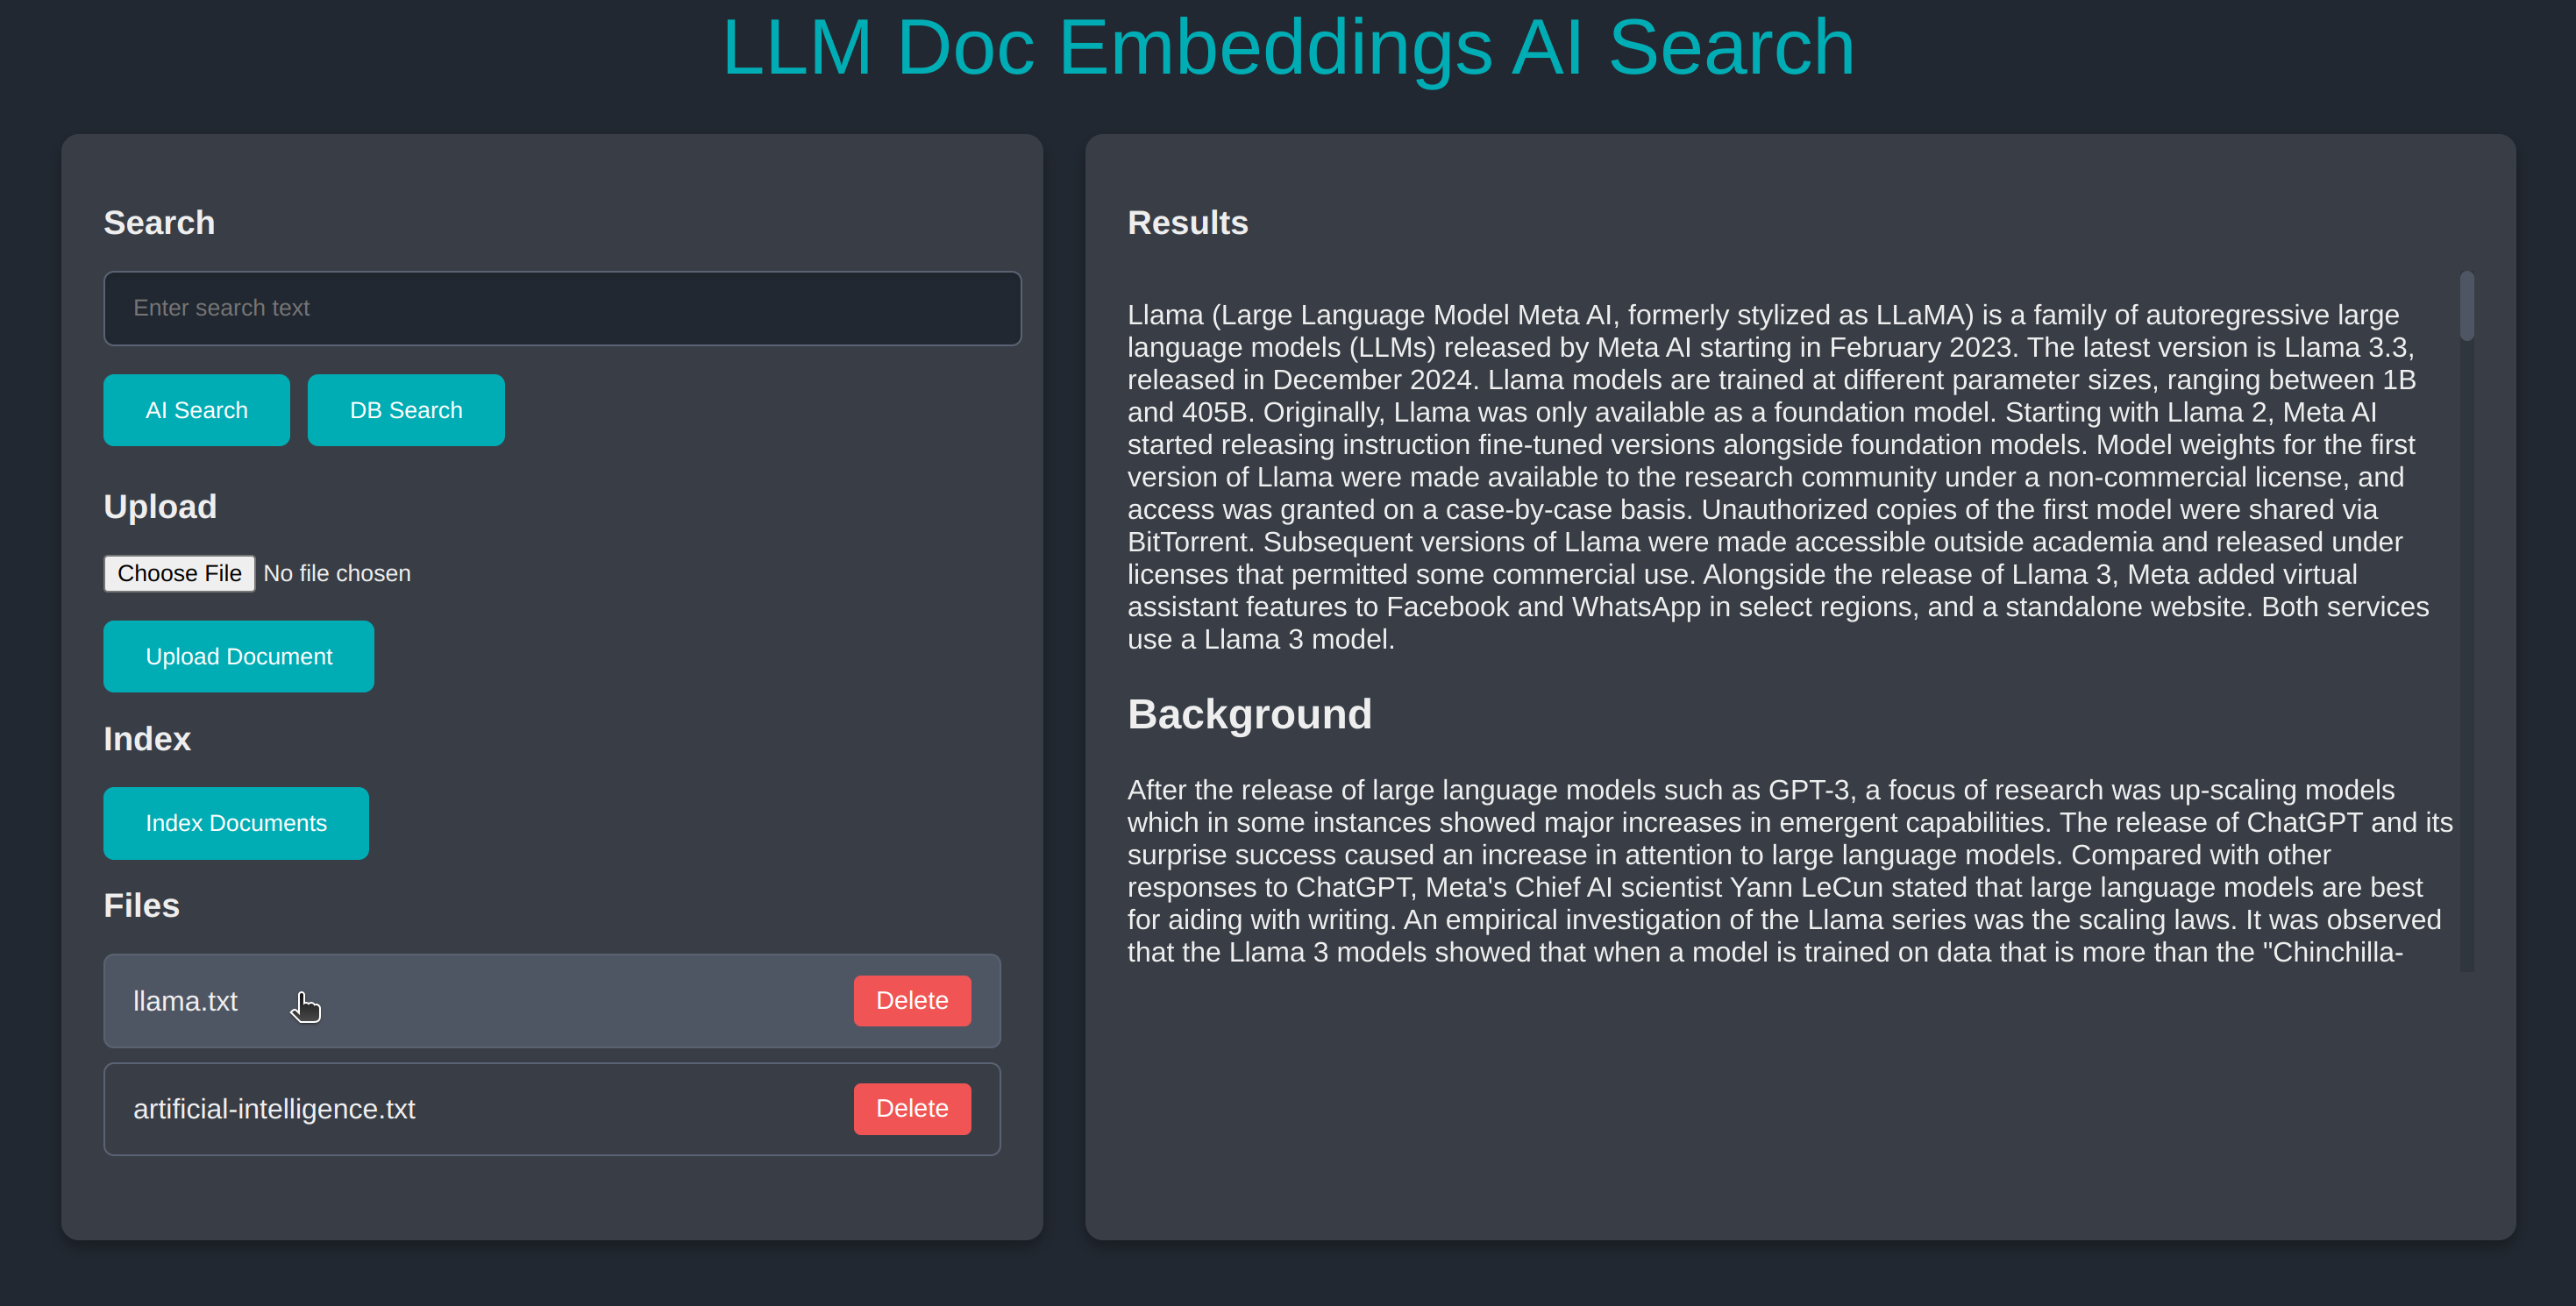 LLM Doc Embeddings AI Search
Search
Enter search text
AI Search
DB Search
Upload
Choose File No file chosen
Upload Document
Index
Index Documents
Files
llama.txt
Delete
artificial-intelligence.txt
Delete
Results
Llama (Large Language Model Meta AI, formerly stylized as LLaMA) is a family of autoregressive large
language models (LLMs) released by Meta AI starting in February 2023. The latest version is Llama 3.3,
released in December 2024. Llama models are trained at different parameter sizes, ranging between 1B
and 405B. Originally, Llama was only available as a foundation model. Starting with Llama 2, Meta AI
started releasing instruction fine-tuned versions alongside foundation models. Model weights for the first
version of Llama were made available to the research community under a non-commercial license, and
access was granted on a case-by-case basis. Unauthorized copies of the first model were shared via
BitTorrent. Subsequent versions of Llama were made accessible outside academia and released under
licenses that permitted some commercial use. Alongside the release of Llama 3, Meta added virtual
assistant features to Facebook and WhatsApp in select regions, and a standalone website. Both services
use a Llama 3 model.
Background
After the release of large language models such as GPT-3, a focus of research was up-scaling models
which in some instances showed major increases in emergent capabilities. The release of ChatGPT and its
surprise success caused an increase in attention to large language models. Compared with other
responses to ChatGPT, Meta's Chief AI scientist Yann LeCun stated that large language models are best
for aiding with writing. An empirical investigation of the Llama series was the scaling laws. It was observed
that the Llama 3 models showed that when a model is trained on data that is more than the "Chinchilla-